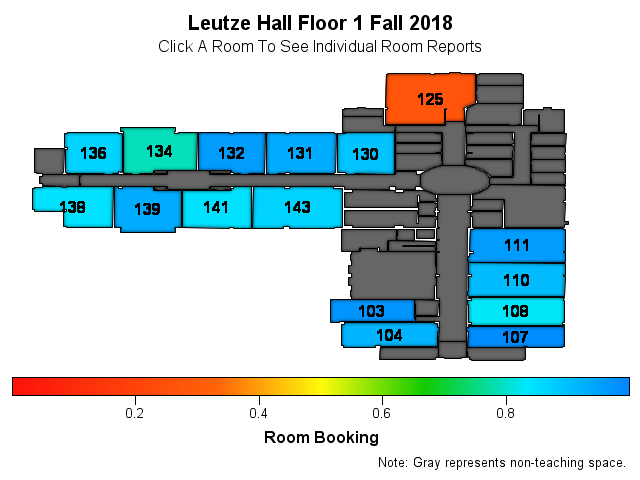 Leutze Hall Floor 1 Fall 2018
Click A Room To See Individual Room Reports
125
136 134 132 131 130
138 139 141 143
111
110
103 108
104 107
0.2 0.4 0.6 0.8
Room Booking
Note: Gray represents non-teaching space.